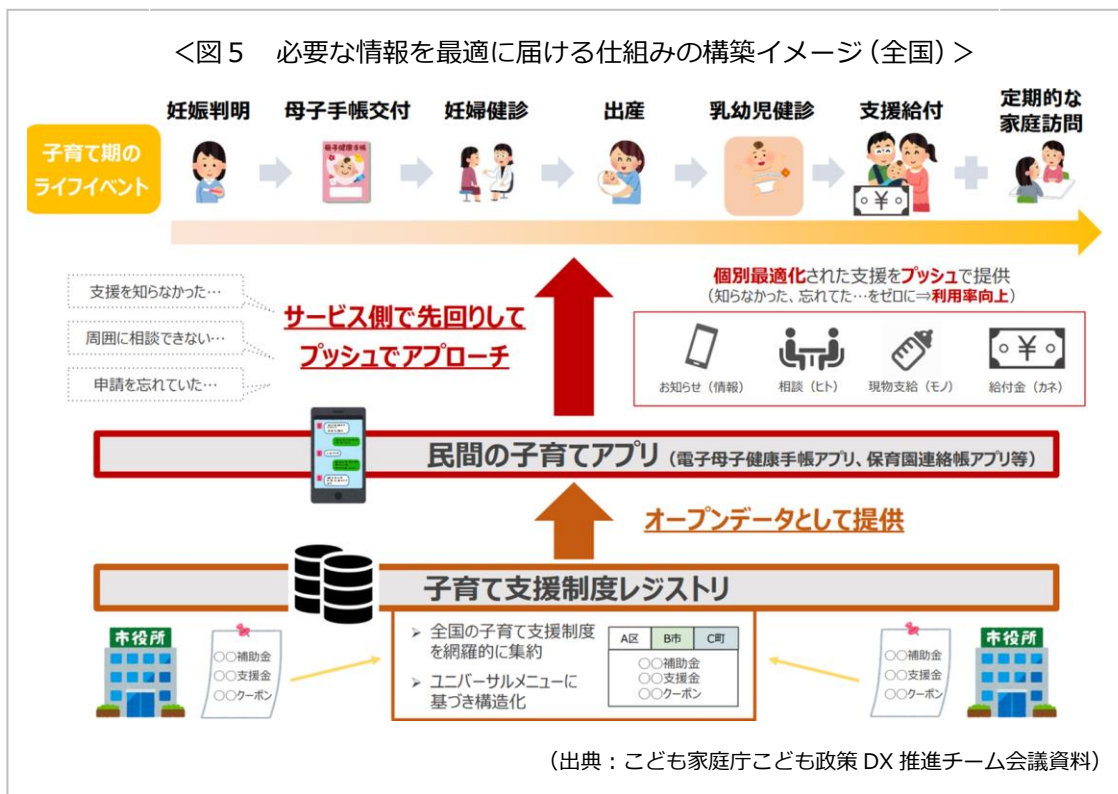 ＜図５　必要な情報を最適に届ける仕組みの構築イメージ（全国）＞
子育て期の
ライフイベント
妊娠判明
母子手帳交付
母子健康手帳
妊婦健診
出産
乳幼児健診
支援給付
¥
定期的な
家庭訪問
支援を知らなかった…
周囲に相談できない…
申請を忘れていた…
サービス側で先回りして
プッシュでアプローチ
個別最適化された支援をプッシュで提供
（知らなかった、忘れてた…をゼロに⇒利用率向上）
お知らせ（情報）
相談（ヒト）
現物支給（モノ）
¥
給付金（カネ）
民間の子育てアプリ（電子母子健康手帳アプリ、保育園連絡帳アプリ等）
オープンデータとして提供
子育て支援制度レジストリ
市役所
○○補助金
○○支援金
○○クーポン
➢ 全国の子育て支援制度
を網羅的に集約
➢ ユニバーサルメニューに
基づき構造化
A区 B市 C町
○○補助金
○○支援金
○○クーポン
○○補助金
○○支援金
○○クーポン
市役所
（出典：こども家庭庁こども政策 DX 推進チーム会議資料）